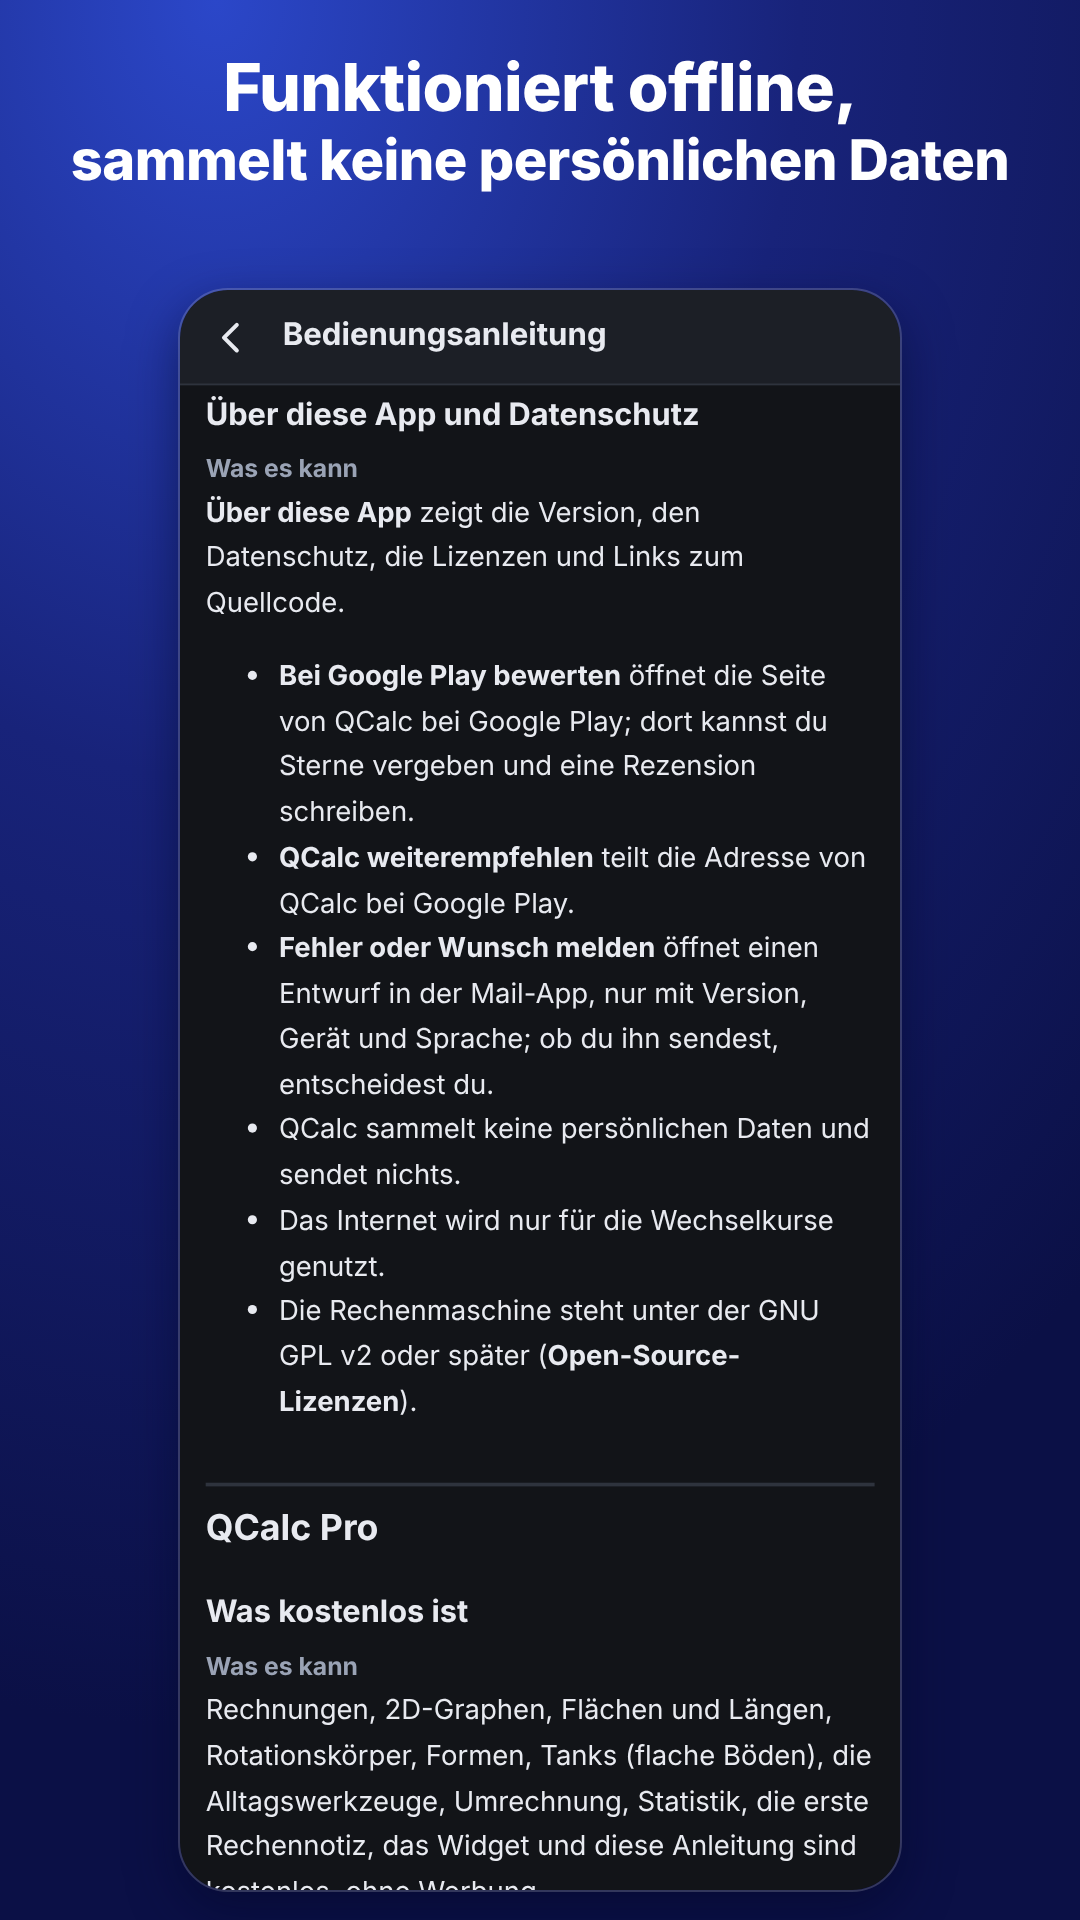 Funktioniert offline,
sammelt keine persönlichen Daten
Bedienungsanleitung
Über diese App und Datenschutz
Was es kann
Über diese App zeigt die Version, den
Datenschutz, die Lizenzen und Links zum
Quellcode.
• Bei Google Play bewerten öffnet die Seite
von QCalc bei Google Play; dort kannst du
Sterne vergeben und eine Rezension
schreiben.
• QCalc weiterempfehlen teilt die Adresse von
QCalc bei Google Play.
• Fehler oder Wunsch melden öffnet einen
Entwurf in der Mail-App, nur mit Version,
Gerät und Sprache; ob du ihn sendest,
entscheidest du.
• QCalc sammelt keine persönlichen Daten und
sendet nichts.
• Das Internet wird nur für die Wechselkurse
genutzt.
• Die Rechenmaschine steht unter der GNU
GPL v2 oder später (Open-Source-
Lizenzen).
QCalc Pro
Was kostenlos ist
Was es kann
Rechnungen, 2D-Graphen, Flächen und Längen,
Rotationskörper, Formen, Tanks (flache Böden), die
Alltagswerkzeuge, Umrechnung, Statistik, die erste
Rechennotiz, das Widget und diese Anleitung sind
kostenlos, ohne Werbung.